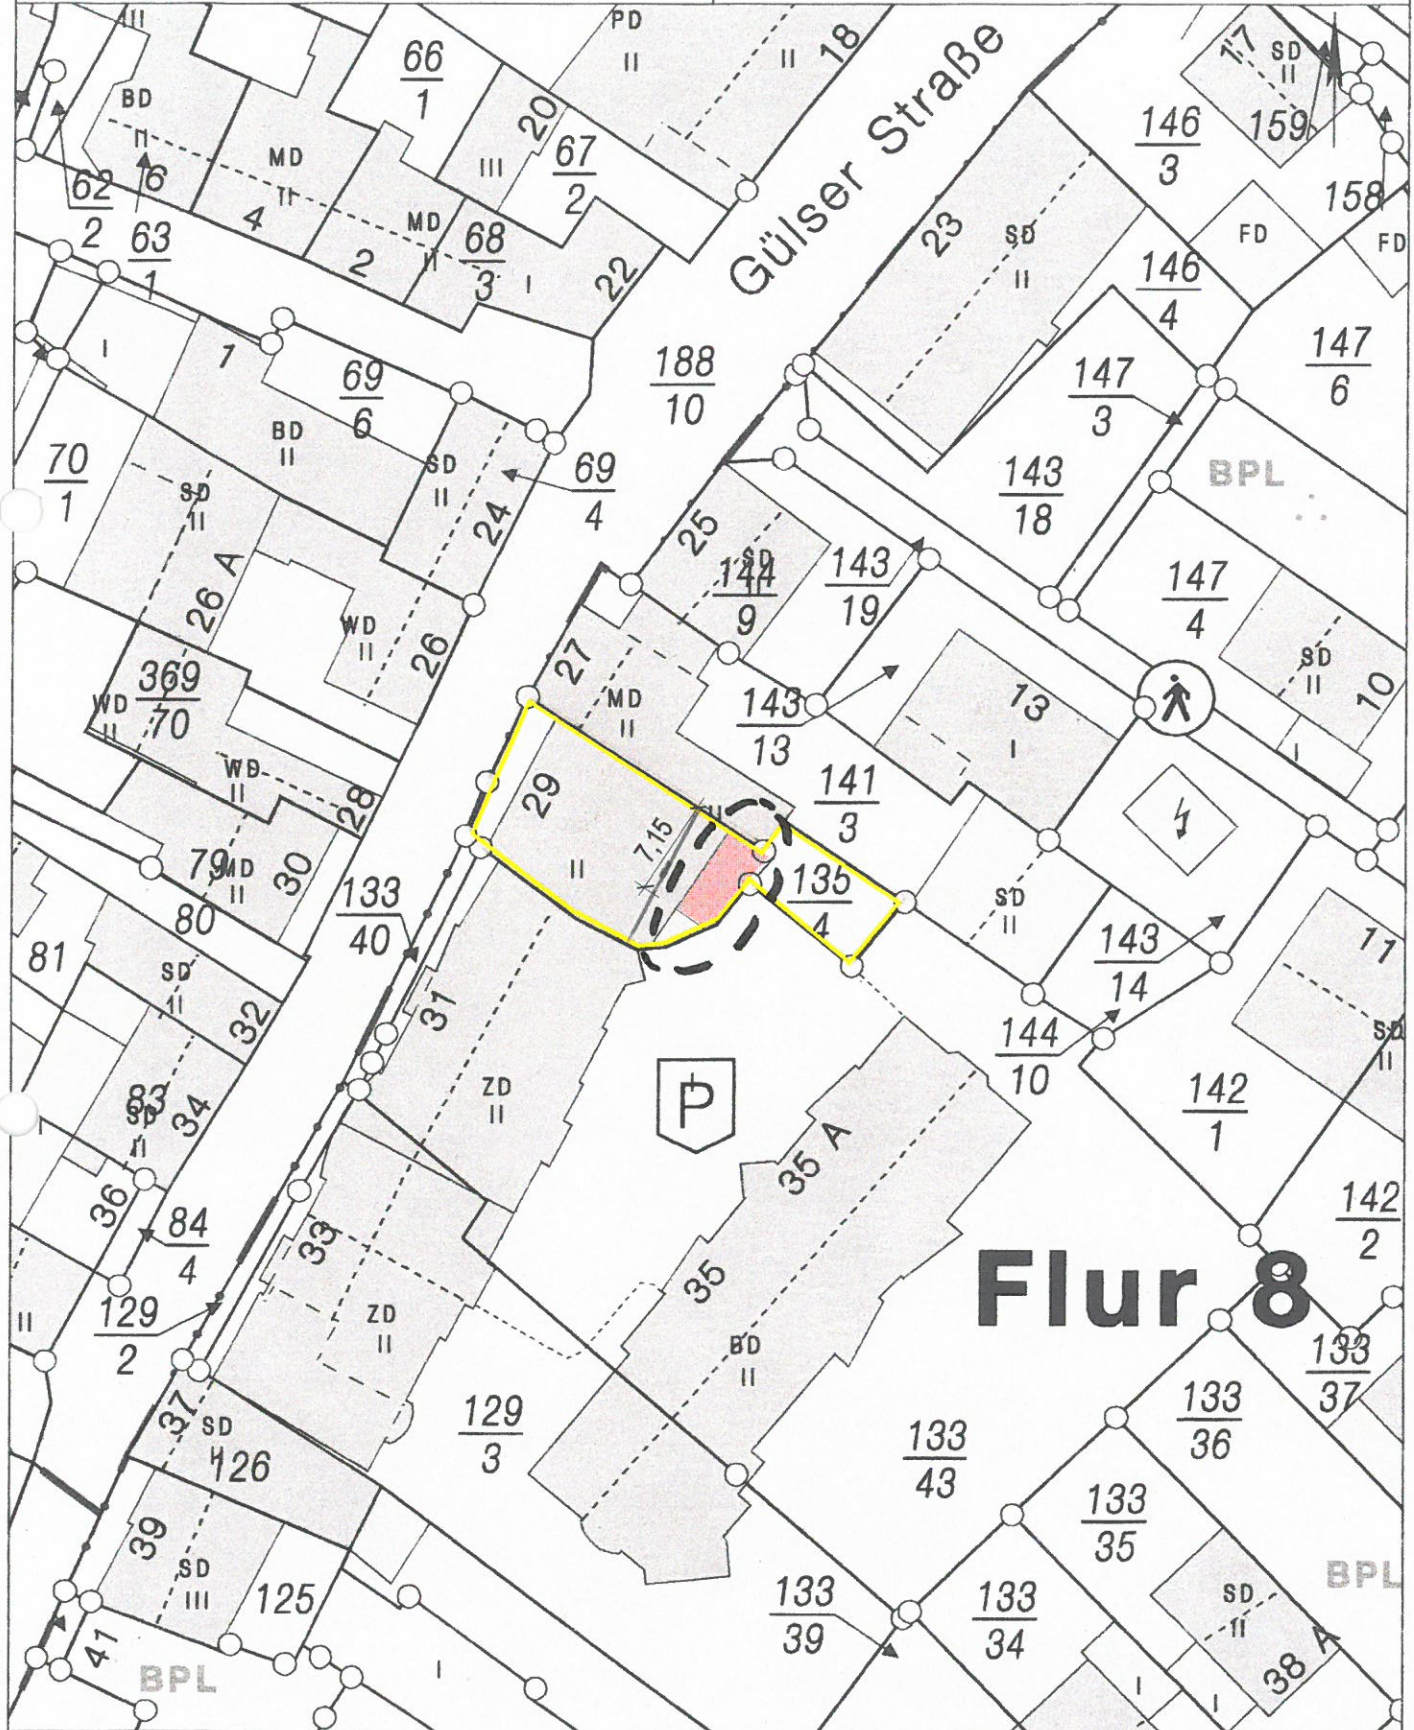 III
PD
II
II
18
66
1
20
III
67
2
BD
II
6
MD
II
4
62
2
63
1
MD
II
2
68
3
I
22
Gülser Straße
17
SD
II
159
146
3
158
FD
FD
23
SD
II
146
4
147
6
147
3
I
1
69
6
188
10
BD
II
SD
II
24
69
4
70
1
SD
II
26 A
143
18
BPL
25
SD
144
9
143
19
147
4
SD
II
10
I
WD
II
26
27
MD
II
369
70
WD
II
143
13
13
I
WD
II
28
29
II
7,15
II
141
3
135
4
79
MD
II
30
80
133
40
SD
II
143
14
11
SD
II
81
SD
II
32
31
144
10
ZD
II
P
142
1
83
SD
II
34
35 A
36
84
4
33
35
142
2
Flur 8
II
129
2
ZD
II
BD
II
133
37
37
SD
II
126
129
3
133
43
133
36
39
SD
III
125
133
35
BPL
133
39
133
34
SD
II
38 A
41
BPL
I
I
I